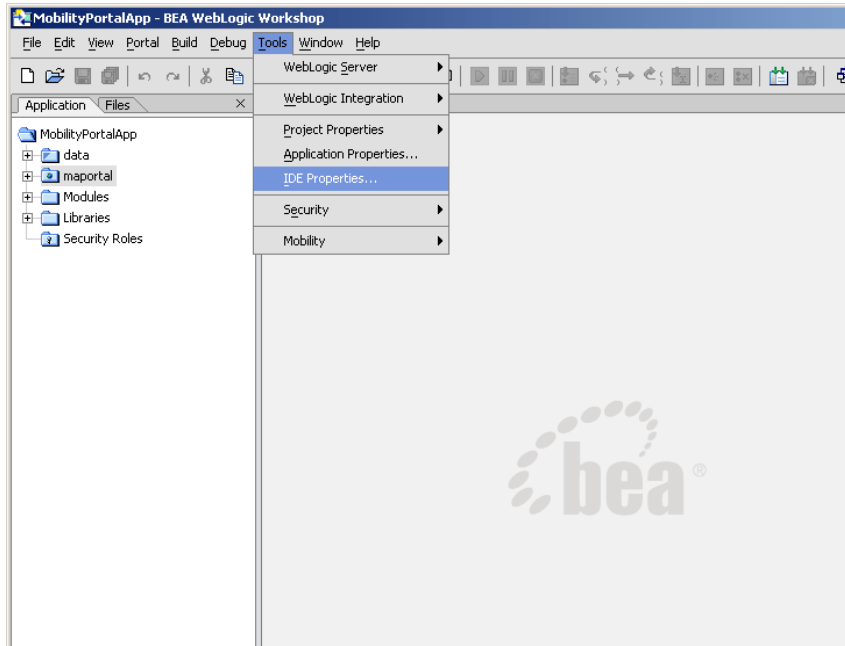 MobilityPortalApp - BEA WebLogic Workshop
File Edit View Portal Build Debug Tools Window Help
WebLogic Server
WebLogic Integration
Project Properties
Application Properties...
IDE Properties...
Security
Mobility
Application Files
MobilityPortalApp
data
maportal
Modules
Libraries
Security Roles
bea®